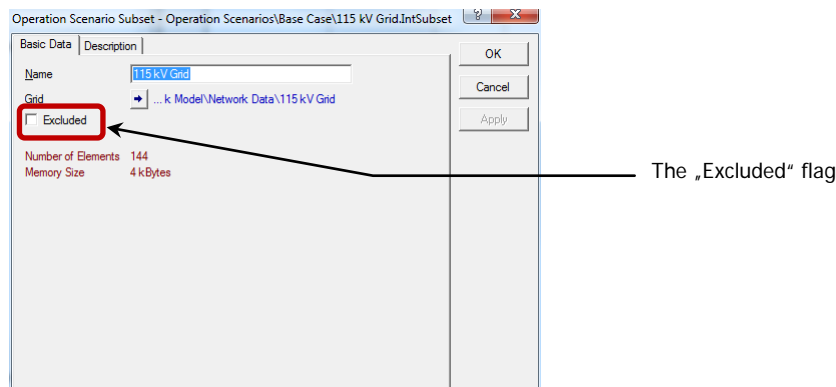 Operation Scenario Subset - Operation Scenarios\Base Case\115 kV Grid.IntSubset
Basic Data
Description
OK
Name
115 kV Grid
Cancel
Grid
... k Model\Network Data\115 kV Grid
Excluded
Apply
Number of Elements 144
Memory Size 4 kBytes
The „Excluded“ flag